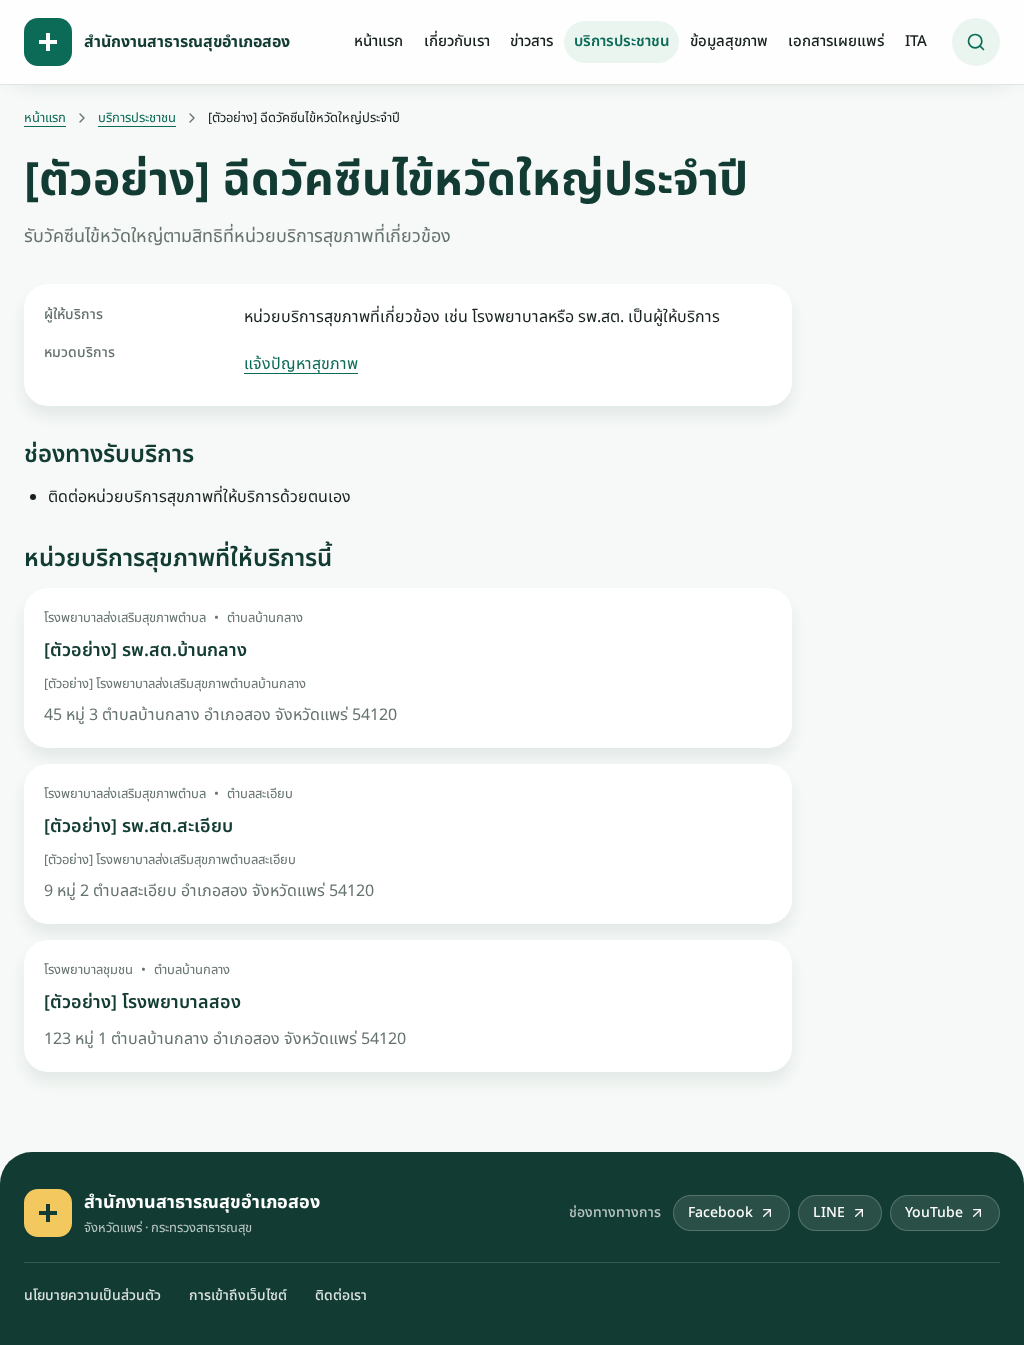 สำนักงานสาธารณสุขอำเภอสอง
หน้าแรก
เกี่ยวกับเรา
ข่าวสาร
บริการประชาชน
ข้อมูลสุขภาพ
เอกสารเผยแพร่
ITA
หน้าแรก > บริการประชาชน > [ตัวอย่าง] ฉีดวัคซีนไข้หวัดใหญ่ประจำปี
[ตัวอย่าง] ฉีดวัคซีนไข้หวัดใหญ่ประจำปี
รับวัคซีนไข้หวัดใหญ่ตามสิทธิที่หน่วยบริการสุขภาพที่เกี่ยวข้อง
ผู้ให้บริการ
หน่วยบริการสุขภาพที่เกี่ยวข้อง เช่น โรงพยาบาลหรือ รพ.สต. เป็นผู้ให้บริการ
หมวดบริการ
แจ้งปัญหาสุขภาพ
ช่องทางรับบริการ
• ติดต่อหน่วยบริการสุขภาพที่ให้บริการด้วยตนเอง
หน่วยบริการสุขภาพที่ให้บริการนี้
โรงพยาบาลส่งเสริมสุขภาพตำบล • ตำบลบ้านกลาง
[ตัวอย่าง] รพ.สต.บ้านกลาง
[ตัวอย่าง] โรงพยาบาลส่งเสริมสุขภาพตำบลบ้านกลาง
45 หมู่ 3 ตำบลบ้านกลาง อำเภอสอง จังหวัดแพร่ 54120
โรงพยาบาลส่งเสริมสุขภาพตำบล • ตำบลสะเอียบ
[ตัวอย่าง] รพ.สต.สะเอียบ
[ตัวอย่าง] โรงพยาบาลส่งเสริมสุขภาพตำบลสะเอียบ
9 หมู่ 2 ตำบลสะเอียบ อำเภอสอง จังหวัดแพร่ 54120
โรงพยาบาลชุมชน • ตำบลบ้านกลาง
[ตัวอย่าง] โรงพยาบาลสอง
123 หมู่ 1 ตำบลบ้านกลาง อำเภอสอง จังหวัดแพร่ 54120
สำนักงานสาธารณสุขอำเภอสอง
จังหวัดแพร่ · กระทรวงสาธารณสุข
ช่องทางทางการ
Facebook
LINE
YouTube
นโยบายความเป็นส่วนตัว
การเข้าถึงเว็บไซต์
ติดต่อเรา